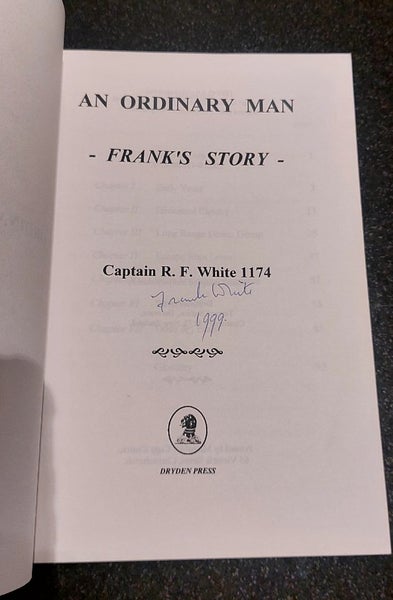 AN ORDINARY MAN
- FRANK'S STORY -
Captain R. F. White 1174
Frank White
1999.
DRYDEN PRESS